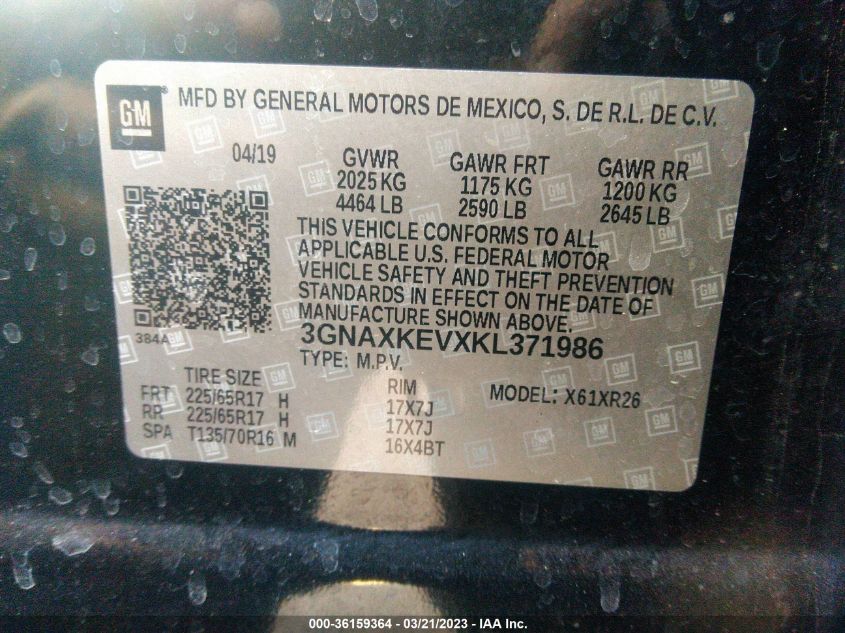 GM
MFD BY GENERAL MOTORS DE MEXICO, S. DE R.L. DE C.V.
04/19 GVWR GAWR FRT GAWR RR
2025 KG 1175 KG 1200 KG
4464 LB 2590 LB 2645 LB
THIS VEHICLE CONFORMS TO ALL
APPLICABLE U.S. FEDERAL MOTOR
VEHICLE SAFETY AND THEFT PREVENTION
STANDARDS IN EFFECT ON THE DATE OF
MANUFACTURE SHOWN ABOVE.
384A
3GNAXKEVXKL371986
TYPE: M.P.V.
TIRE SIZE RIM MODEL: X61XR26
FRT 225/65R17 H 17X7J
RR 225/65R17 H 17X7J
SPA T135/70R16 M 16X4BT
000-36159364 - 03/21/2023 - IAA Inc.